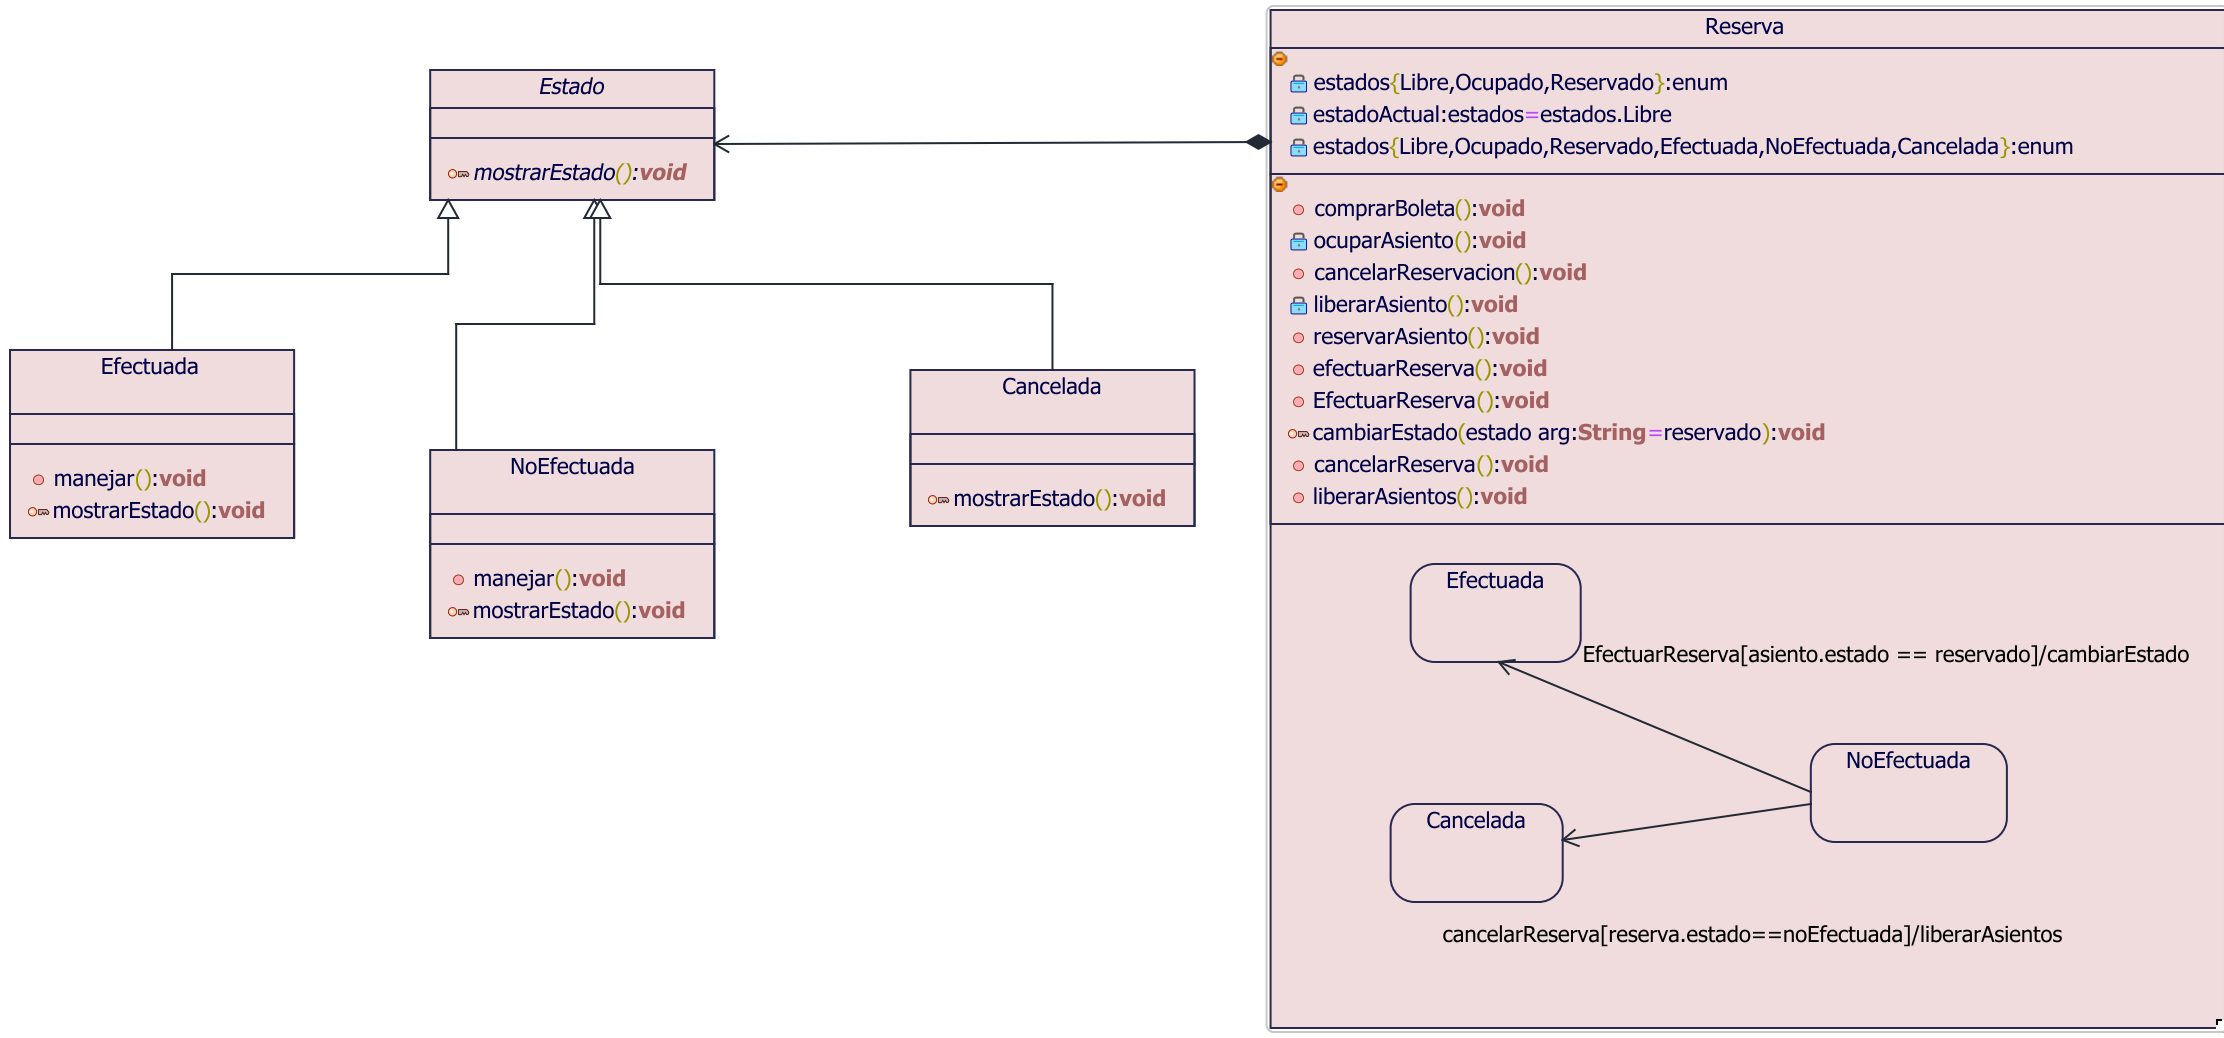 Estado
mostrarEstado():void
Efectuada
manejar():void
mostrarEstado():void
NoEfectuada
manejar():void
mostrarEstado():void
Cancelada
mostrarEstado():void
Reserva
estados{Libre,Ocupado,Reservado}:enum
estadoActual:estados=estados.Libre
estados{Libre,Ocupado,Reservado,Efectuada,NoEfectuada,Cancelada}:enum
comprarBoleta():void
ocuparAsiento():void
cancelarReservacion():void
liberarAsiento():void
reservarAsiento():void
efectuarReserva():void
EfectuarReserva():void
cambiarEstado(estado arg:String=reservado):void
cancelarReserva():void
liberarAsientos():void
Efectuada
EfectuarReserva[asiento.estado == reservado]/cambiarEstado
NoEfectuada
Cancelada
cancelarReserva[reserva.estado==noEfectuada]/liberarAsientos